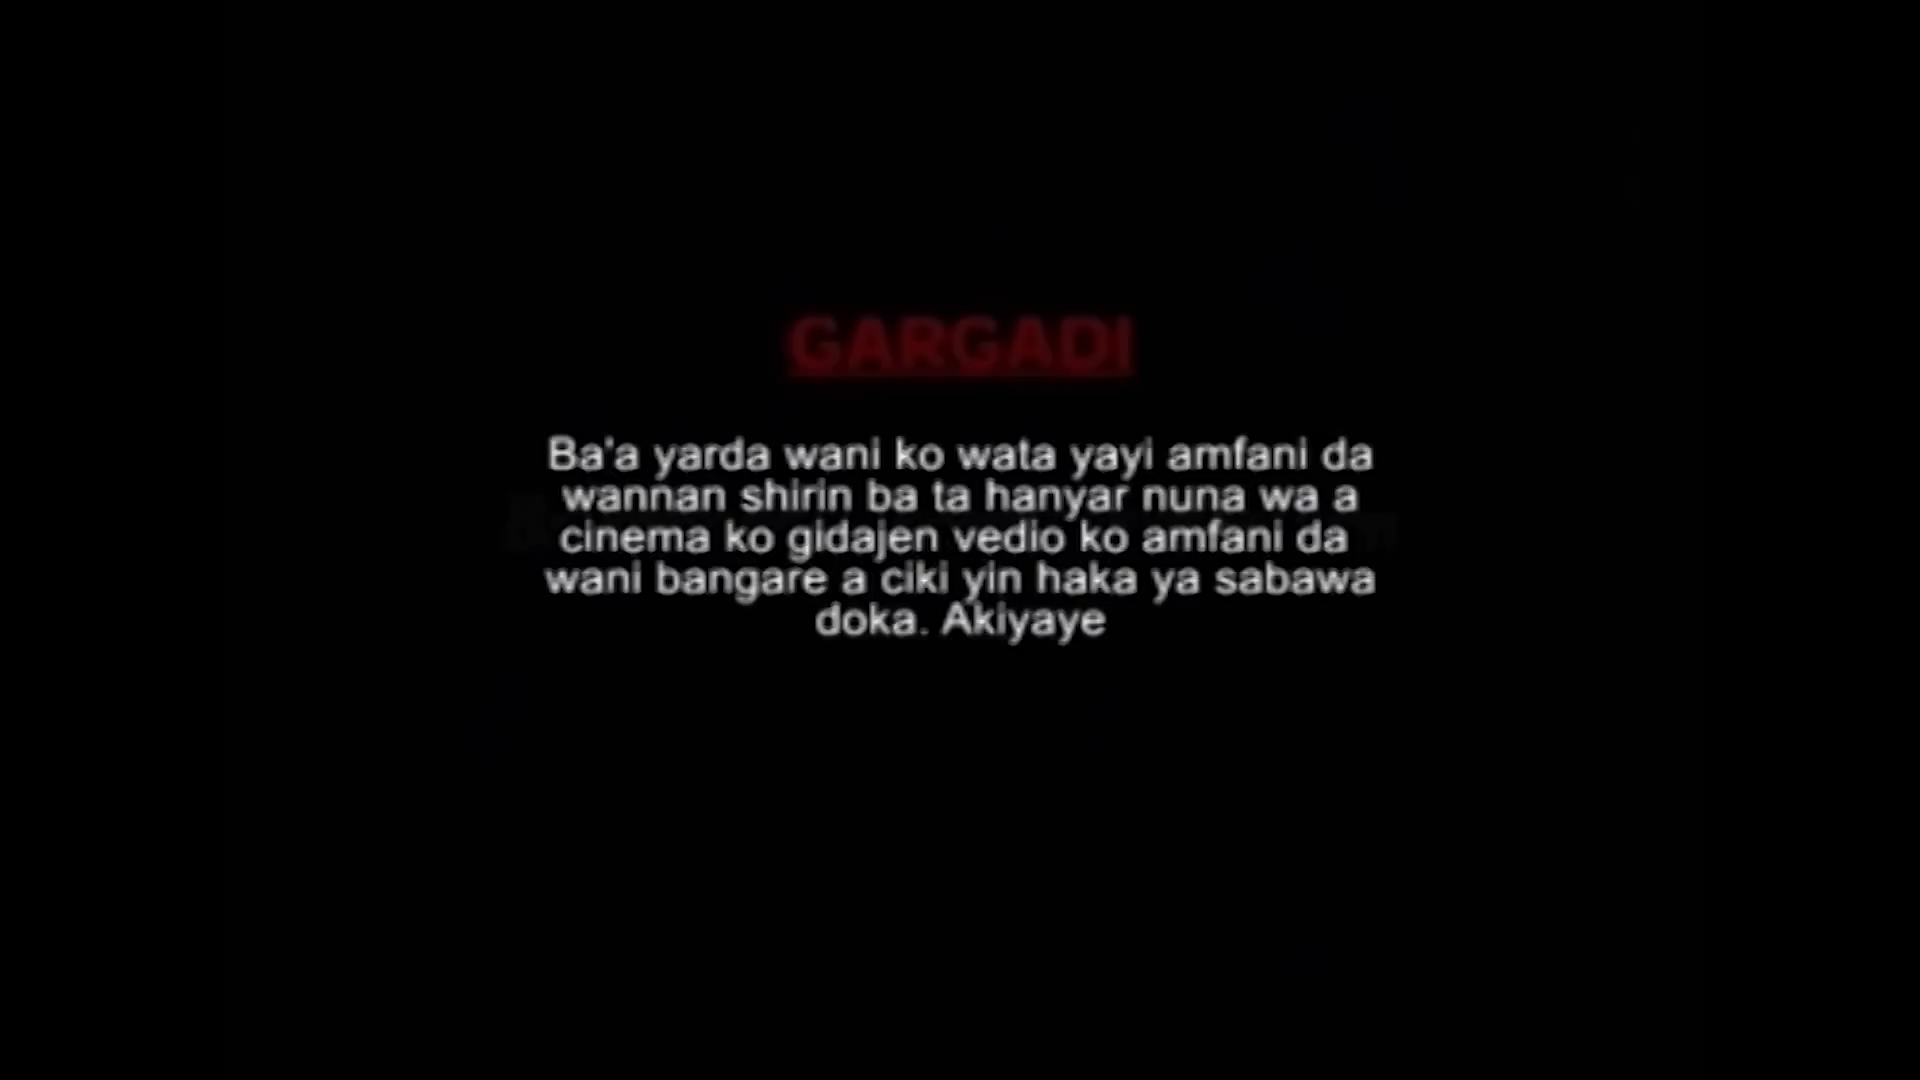 GARGADI
Ba'a yarda wani ko wata yayi amfani da
wannan shirin ba ta hanyar nuna wa a
cinema ko gidajen vedio ko amfani da
wani bangare a ciki yin haka ya sabawa
doka. Akiyaye